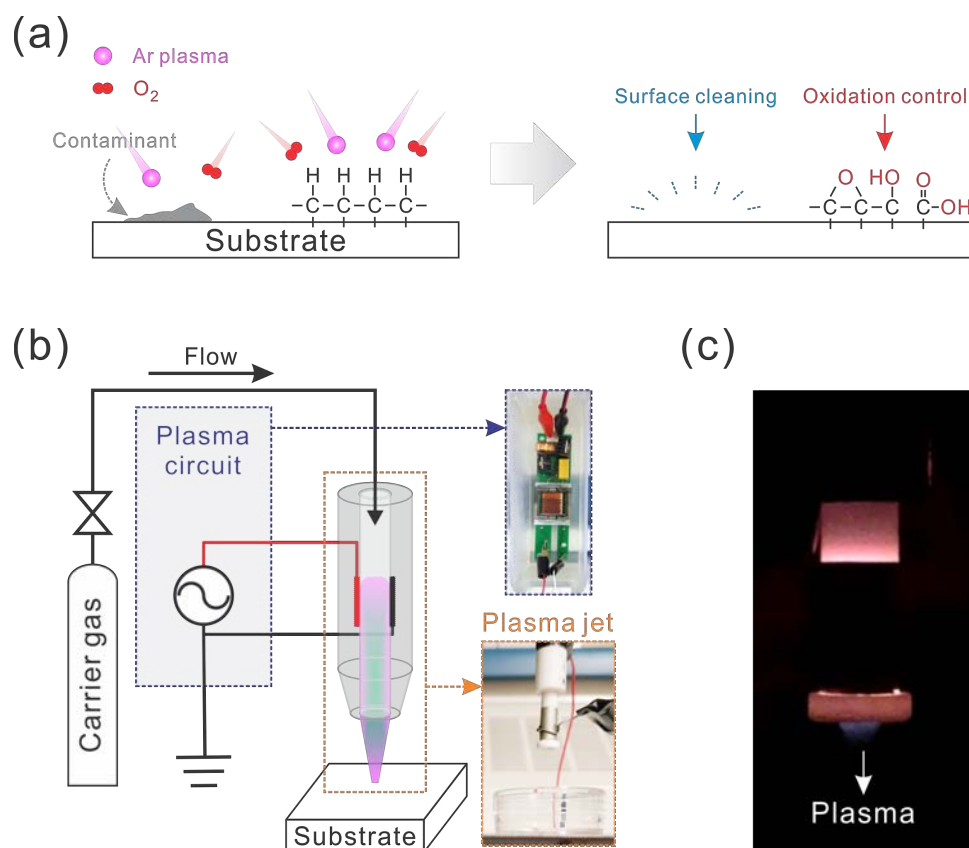 (a)
Ar plasma
O₂
Contaminant
H H H H
–C–C–C–C–
Substrate
Surface cleaning
Oxidation control
O HO O
–C–C–C C–OH
(b)
Flow
Plasma
circuit
Carrier gas
Plasma jet
Substrate
(c)
Plasma